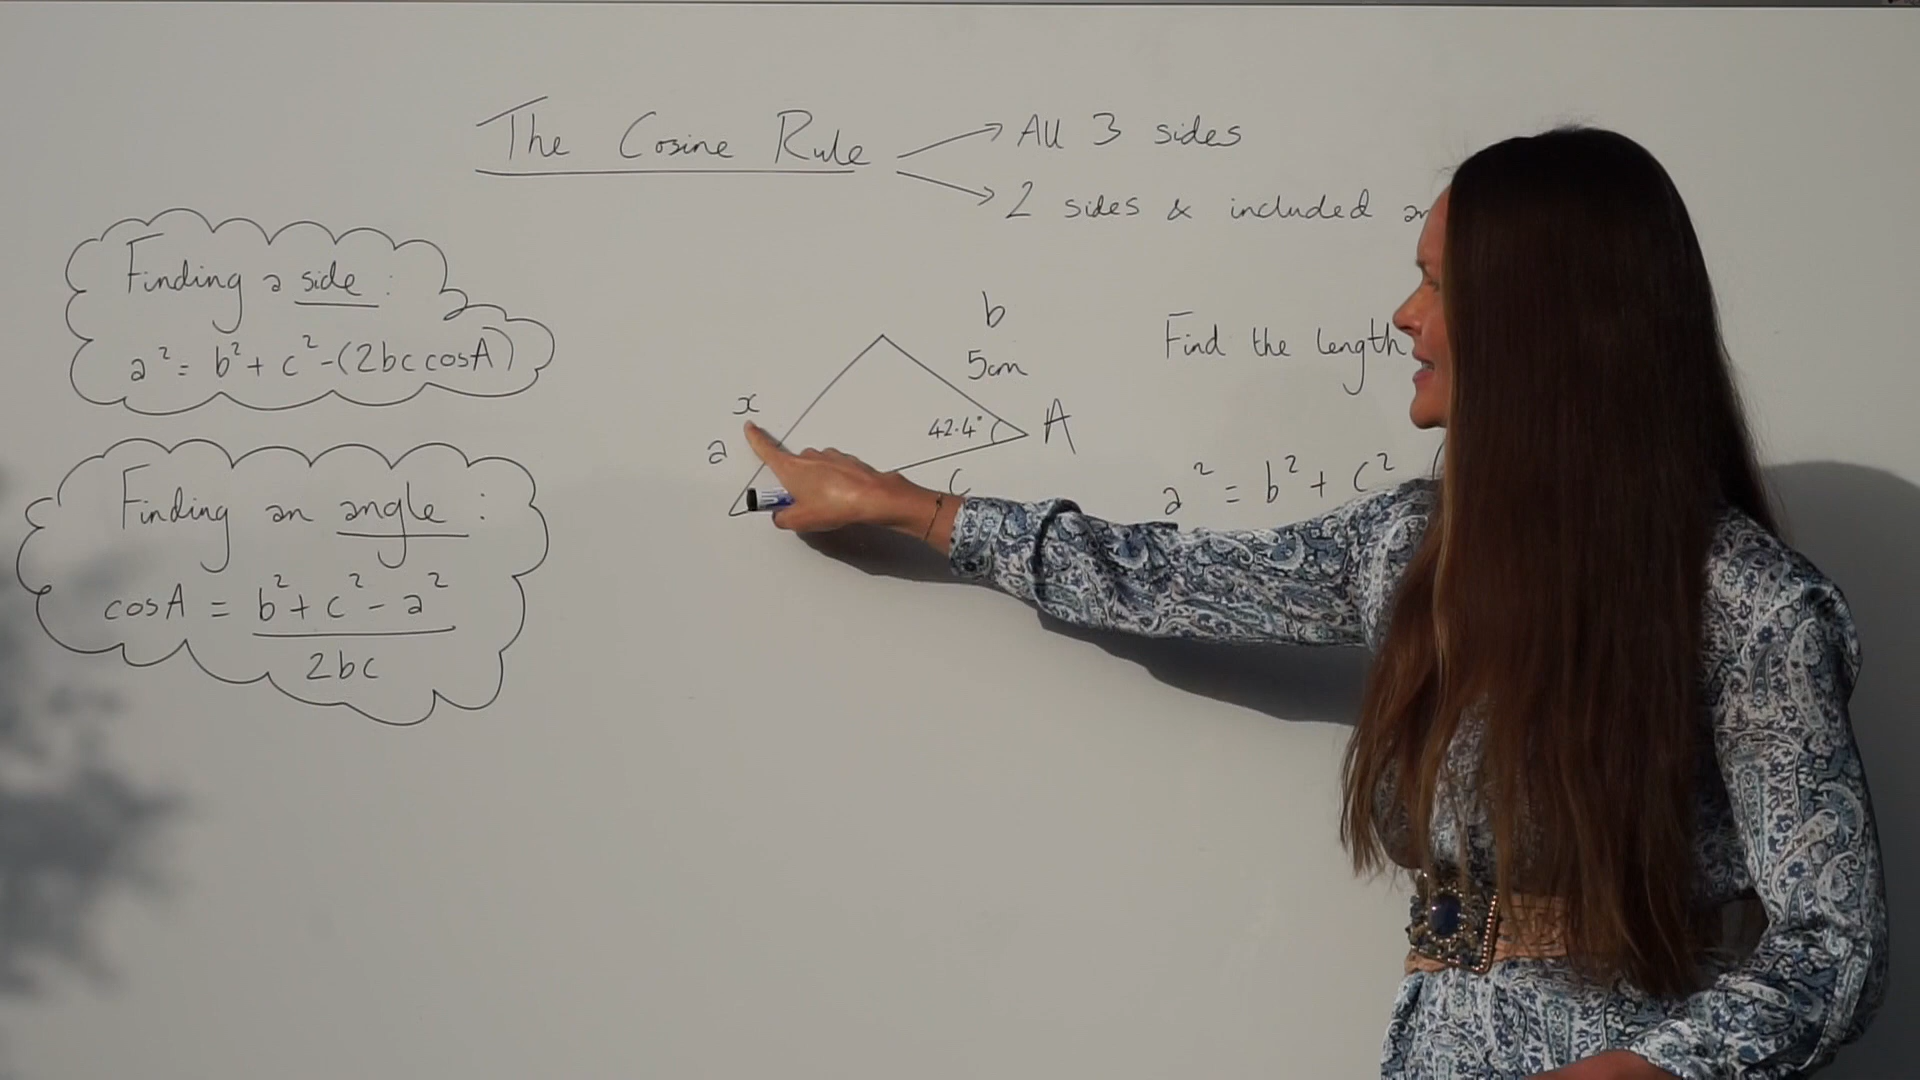 The Cosine Rule
All 3 sides
2 sides & included
Finding a side:
a² = b² + c² - (2bc cosA)
Finding an angle:
cosA = b² + c² - a²
2bc
b
5cm
x
a
42.4°
A
c
Find the length
a² = b² + c²